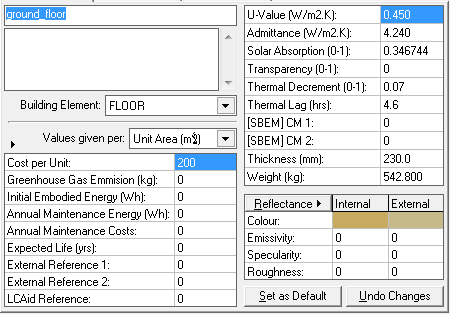 ground_floor
Building Element: FLOOR
Values given per: Unit Area (m²)
Cost per Unit: 200
Greenhouse Gas Emmision (kg): 0
Initial Embodied Energy (Wh): 0
Annual Maintenance Energy (Wh): 0
Annual Maintenance Costs: 0
Expected Life (yrs): 0
External Reference 1: 0
External Reference 2: 0
LCAid Reference: 0
U-Value (W/m2.K): 0.450
Admittance (W/m2.K): 4.240
Solar Absorption (0-1): 0.346744
Transparency (0-1): 0
Thermal Decrement (0-1): 0.07
Thermal Lag (hrs): 4.6
[SBEM] CM 1: 0
[SBEM] CM 2: 0
Thickness (mm): 230.0
Weight (kg): 542.800
Reflectance Internal External
Colour:
Emissivity: 0 0
Specularity: 0 0
Roughness: 0 0
Set as Default Undo Changes